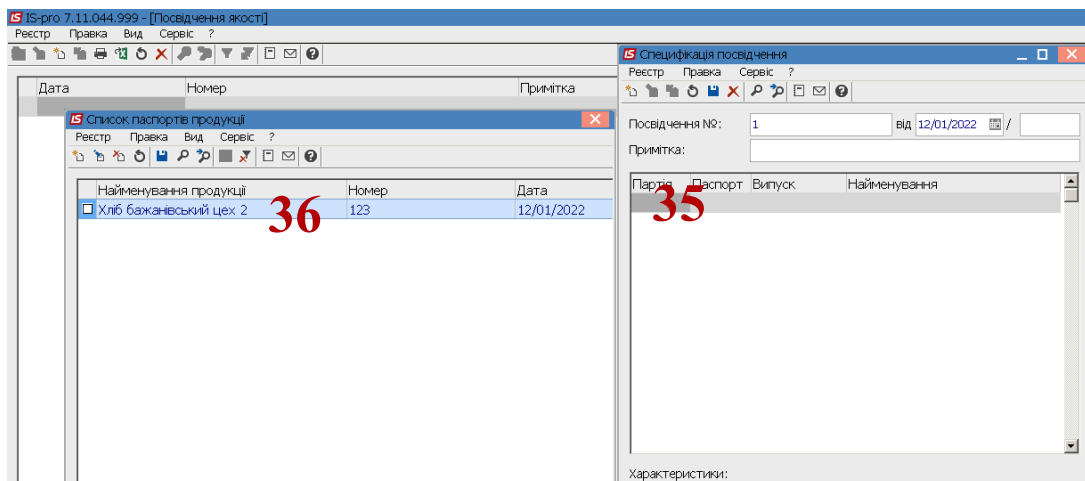 IS-pro 7.11.044.999 - [Посвідчення якості]
Реєстр Правка Вид Сервіс ?
Дата Номер Примітка
Список паспортів продукції
Реєстр Правка Вид Сервіс ?
Найменування продукції Номер Дата
Хліб бажанівський цех 2 123 12/01/2022
36
Специфікація посвідчення
Реєстр Правка Сервіс ?
Посвідчення №: 1 від 12/01/2022 /
Примітка:
Партія Паспорт Випуск Найменування
35
Характеристики: